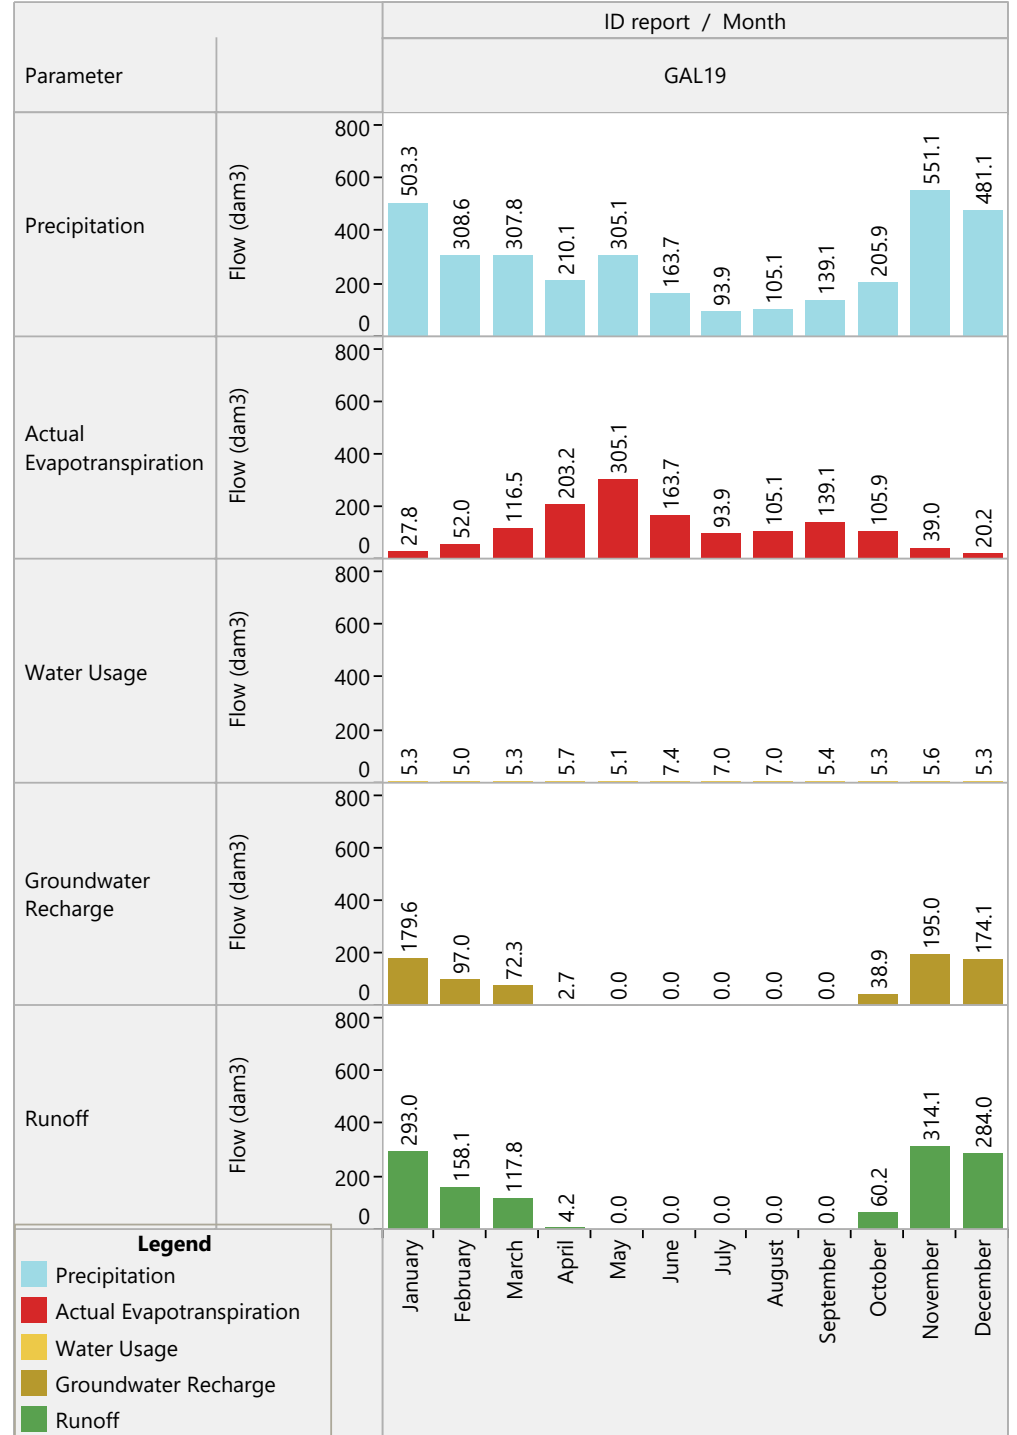 ID report / Month
Parameter
GAL19
Precipitation
Flow (dam3)
800
600
400
200
0
503.3
308.6
307.8
210.1
305.1
163.7
93.9
105.1
139.1
205.9
551.1
481.1
Actual
Evapotranspiration
Flow (dam3)
800
600
400
200
0
27.8
52.0
116.5
203.2
305.1
163.7
93.9
105.1
139.1
105.9
39.0
20.2
Water Usage
Flow (dam3)
800
600
400
200
0
5.3
5.0
5.3
5.7
5.1
7.4
7.0
7.0
5.4
5.3
5.6
5.3
Groundwater
Recharge
Flow (dam3)
800
600
400
200
0
179.6
97.0
72.3
2.7
0.0
0.0
0.0
0.0
0.0
38.9
195.0
174.1
Runoff
Flow (dam3)
800
600
400
200
0
293.0
158.1
117.8
4.2
0.0
0.0
0.0
0.0
0.0
60.2
314.1
284.0
January
February
March
April
May
June
July
August
September
October
November
December
Legend
Precipitation
Actual Evapotranspiration
Water Usage
Groundwater Recharge
Runoff